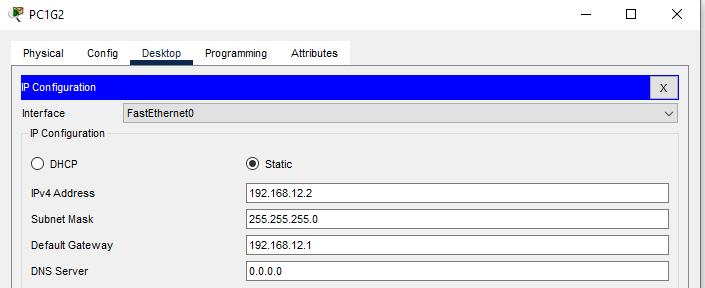 PC1G2
Physical Config Desktop Programming Attributes
IP Configuration X
Interface FastEthernet0
IP Configuration
DHCP Static
IPv4 Address 192.168.12.2
Subnet Mask 255.255.255.0
Default Gateway 192.168.12.1
DNS Server 0.0.0.0